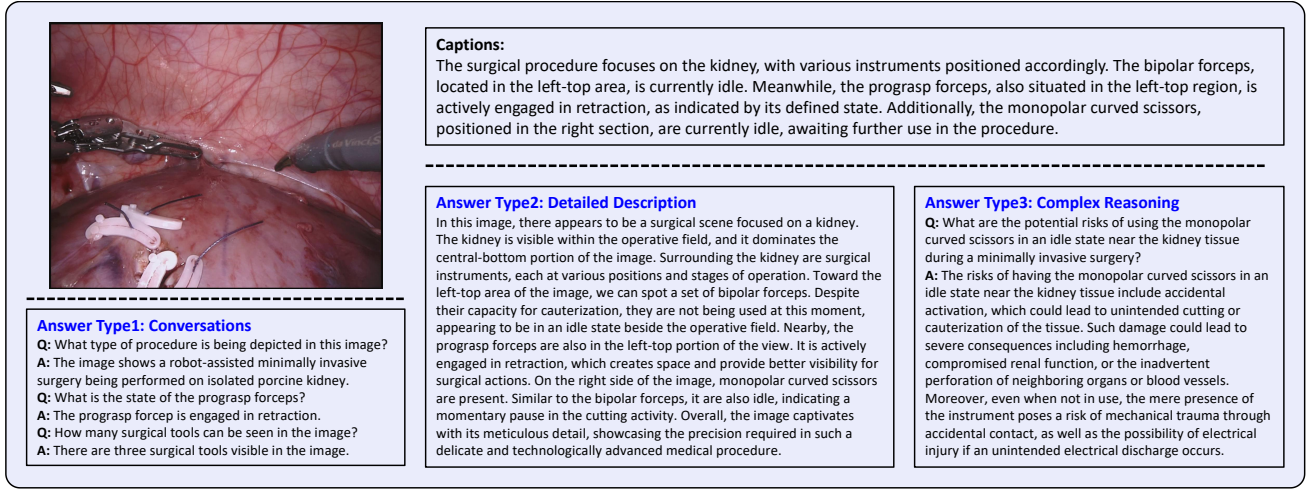 Captions:
The surgical procedure focuses on the kidney, with various instruments positioned accordingly. The bipolar forceps,
located in the left-top area, is currently idle. Meanwhile, the prograsp forceps, also situated in the left-top region, is
actively engaged in retraction, as indicated by its defined state. Additionally, the monopolar curved scissors,
positioned in the right section, are currently idle, awaiting further use in the procedure.
Answer Type1: Conversations
Q: What type of procedure is being depicted in this image?
A: The image shows a robot-assisted minimally invasive
surgery being performed on isolated porcine kidney.
Q: What is the state of the prograsp forceps?
A: The prograsp forcep is engaged in retraction.
Q: How many surgical tools can be seen in the image?
A: There are three surgical tools visible in the image.
Answer Type2: Detailed Description
In this image, there appears to be a surgical scene focused on a kidney.
The kidney is visible within the operative field, and it dominates the
central-bottom portion of the image. Surrounding the kidney are surgical
instruments, each at various positions and stages of operation. Toward the
left-top area of the image, we can spot a set of bipolar forceps. Despite
their capacity for cauterization, they are not being used at this moment,
appearing to be in an idle state beside the operative field. Nearby, the
prograsp forceps are also in the left-top portion of the view. It is actively
engaged in retraction, which creates space and provide better visibility for
surgical actions. On the right side of the image, monopolar curved scissors
are present. Similar to the bipolar forceps, it are also idle, indicating a
momentary pause in the cutting activity. Overall, the image captivates
with its meticulous detail, showcasing the precision required in such a
delicate and technologically advanced medical procedure.
Answer Type3: Complex Reasoning
Q: What are the potential risks of using the monopolar
curved scissors in an idle state near the kidney tissue
during a minimally invasive surgery?
A: The risks of having the monopolar curved scissors in an
idle state near the kidney tissue include accidental
activation, which could lead to unintended cutting or
cauterization of the tissue. Such damage could lead to
severe consequences including hemorrhage,
compromised renal function, or the inadvertent
perforation of neighboring organs or blood vessels.
Moreover, even when not in use, the mere presence of
the instrument poses a risk of mechanical trauma through
accidental contact, as well as the possibility of electrical
injury if an unintended electrical discharge occurs.